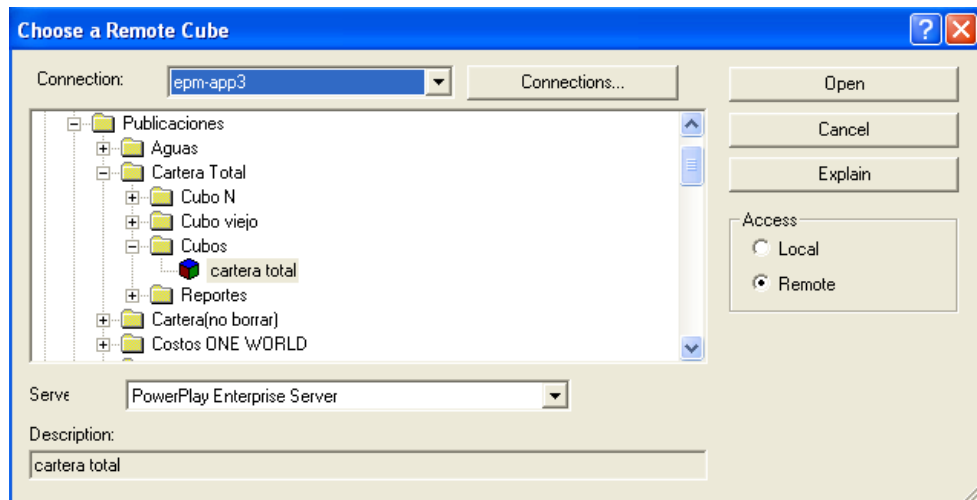 Choose a Remote Cube
Connection: epm-app3 Connections... Open
Publicaciones
Aguas
Cartera Total
Cubo N
Cubo viejo
Cubos
cartera total
Reportes
Cartera(no borrar)
Costos ONE WORLD
Cancel
Explain
Access
Local
Remote
Serve PowerPlay Enterprise Server
Description:
cartera total